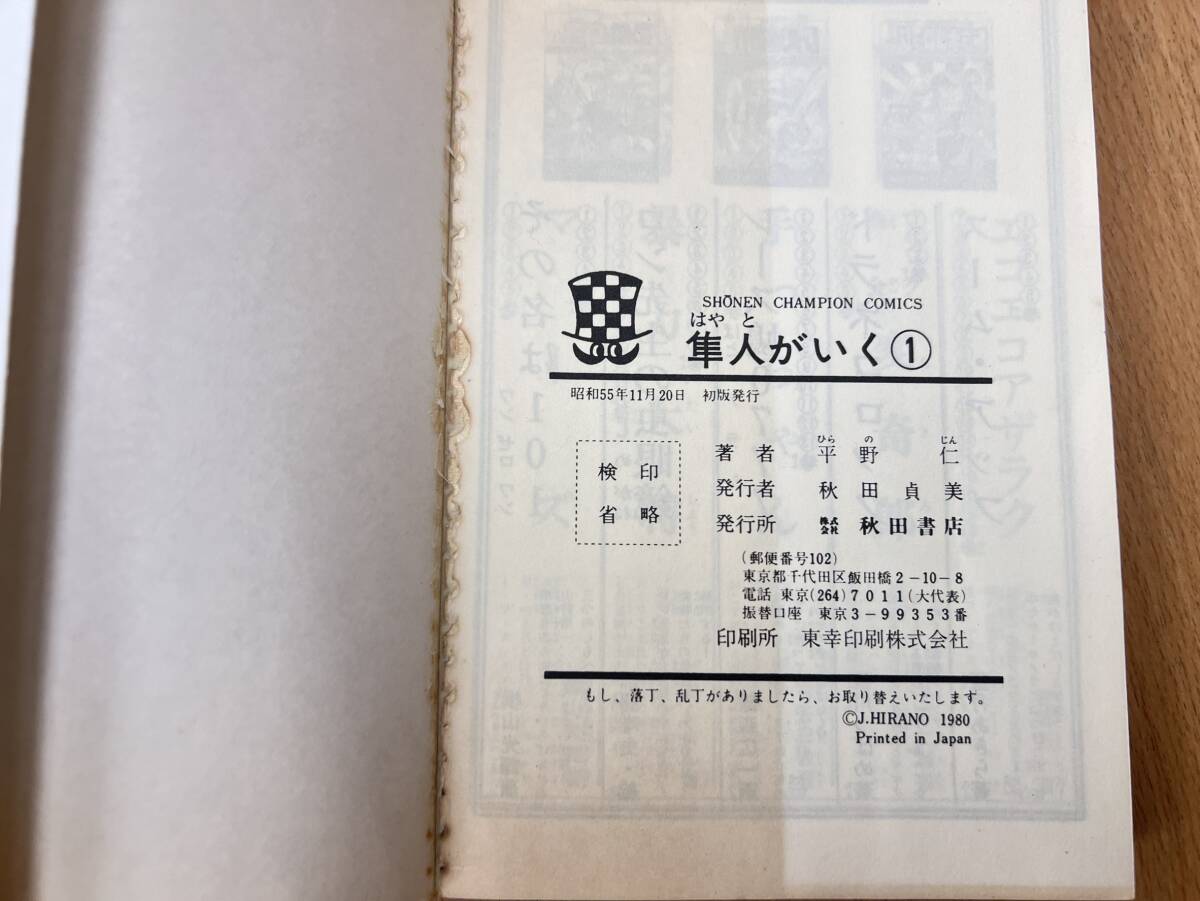 SHŌNEN CHAMPION COMICS
はやと
隼人がいく①
昭和55年11月20日 初版発行
検印
省略
ひらのじん
著者 平野 仁
発行者 秋田貞美
発行所 株式会社 秋田書店
(郵便番号102)
東京都千代田区飯田橋2-10-8
電話 東京(264)7011(大代表)
振替口座 東京3-99353番
印刷所 東幸印刷株式会社
もし、落丁、乱丁がありましたら、お取り替えいたします。
©J.HIRANO 1980
Printed in Japan